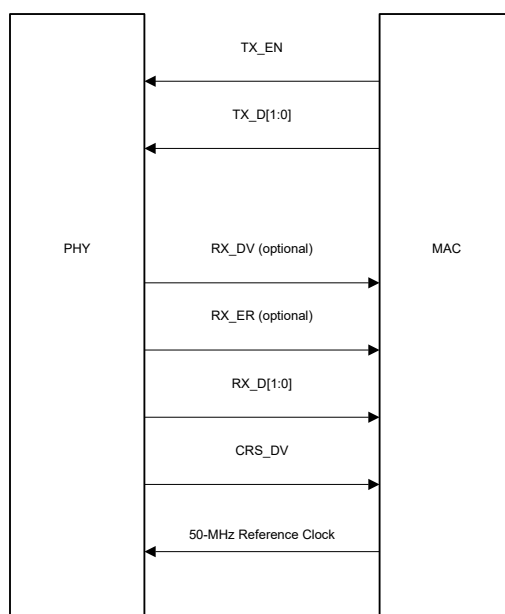 TX_EN
TX_D[1:0]
PHY
RX_DV (optional)
MAC
RX_ER (optional)
RX_D[1:0]
CRS_DV
50-MHz Reference Clock